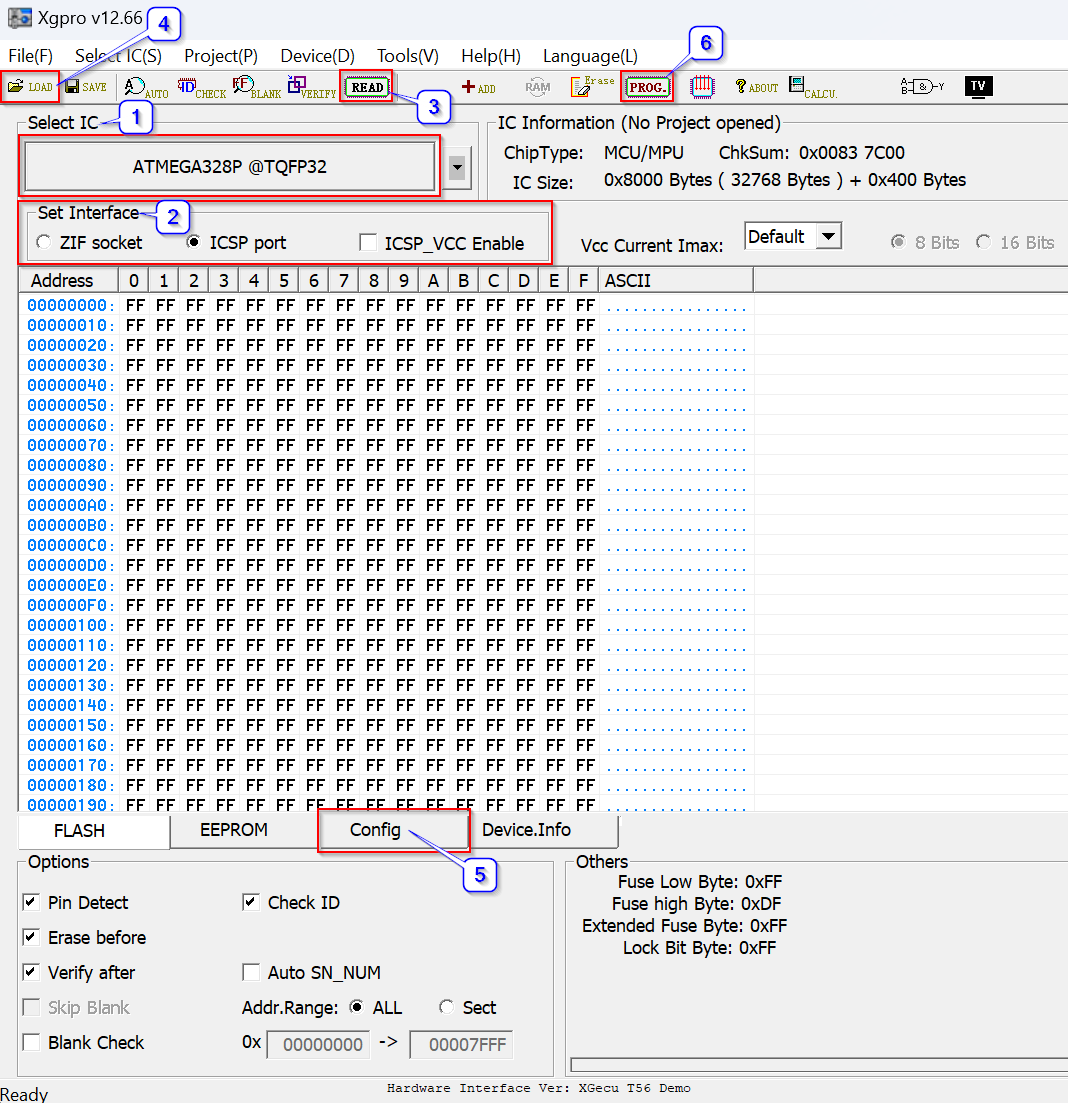 Xgpro v12.66
4
File(F) Select IC(S) Project(P) Device(D) Tools(V) Help(H) Language(L)
6
LOAD SAVE AUTO CHECK BLANK VERIFY READ ADD RAM Erase PROG. ABOUT CALCU. TV
3
Select IC 1
IC Information (No Project opened)
ATMEGA328P @TQFP32
ChipType: MCU/MPU ChkSum: 0x0083 7C00
IC Size: 0x8000 Bytes ( 32768 Bytes ) + 0x400 Bytes
Set Interface 2
ZIF socket ICSP port ICSP_VCC Enable
Vcc Current Imax: Default 8 Bits 16 Bits
Address 0 1 2 3 4 5 6 7 8 9 A B C D E F ASCII
00000000: FF FF FF FF FF FF FF FF FF FF FF FF FF FF FF FF ................
00000010: FF FF FF FF FF FF FF FF FF FF FF FF FF FF FF FF ................
00000020: FF FF FF FF FF FF FF FF FF FF FF FF FF FF FF FF ................
00000030: FF FF FF FF FF FF FF FF FF FF FF FF FF FF FF FF ................
00000040: FF FF FF FF FF FF FF FF FF FF FF FF FF FF FF FF ................
00000050: FF FF FF FF FF FF FF FF FF FF FF FF FF FF FF FF ................
00000060: FF FF FF FF FF FF FF FF FF FF FF FF FF FF FF FF ................
00000070: FF FF FF FF FF FF FF FF FF FF FF FF FF FF FF FF ................
00000080: FF FF FF FF FF FF FF FF FF FF FF FF FF FF FF FF ................
00000090: FF FF FF FF FF FF FF FF FF FF FF FF FF FF FF FF ................
000000A0: FF FF FF FF FF FF FF FF FF FF FF FF FF FF FF FF ................
000000B0: FF FF FF FF FF FF FF FF FF FF FF FF FF FF FF FF ................
000000C0: FF FF FF FF FF FF FF FF FF FF FF FF FF FF FF FF ................
000000D0: FF FF FF FF FF FF FF FF FF FF FF FF FF FF FF FF ................
000000E0: FF FF FF FF FF FF FF FF FF FF FF FF FF FF FF FF ................
000000F0: FF FF FF FF FF FF FF FF FF FF FF FF FF FF FF FF ................
00000100: FF FF FF FF FF FF FF FF FF FF FF FF FF FF FF FF ................
00000110: FF FF FF FF FF FF FF FF FF FF FF FF FF FF FF FF ................
00000120: FF FF FF FF FF FF FF FF FF FF FF FF FF FF FF FF ................
00000130: FF FF FF FF FF FF FF FF FF FF FF FF FF FF FF FF ................
00000140: FF FF FF FF FF FF FF FF FF FF FF FF FF FF FF FF ................
00000150: FF FF FF FF FF FF FF FF FF FF FF FF FF FF FF FF ................
00000160: FF FF FF FF FF FF FF FF FF FF FF FF FF FF FF FF ................
00000170: FF FF FF FF FF FF FF FF FF FF FF FF FF FF FF FF ................
00000180: FF FF FF FF FF FF FF FF FF FF FF FF FF FF FF FF ................
00000190: FF FF FF FF FF FF FF FF FF FF FF FF FF FF FF FF ................
FLASH EEPROM Config Device.Info
5
Options
Pin Detect Check ID
Erase before
Verify after Auto SN_NUM
Skip Blank Addr.Range: ALL Sect
Blank Check 0x 00000000 -> 00007FFF
Others
Fuse Low Byte: 0xFF
Fuse high Byte: 0xDF
Extended Fuse Byte: 0xFF
Lock Bit Byte: 0xFF
Ready
Hardware Interface Ver: XGecu T56 Demo